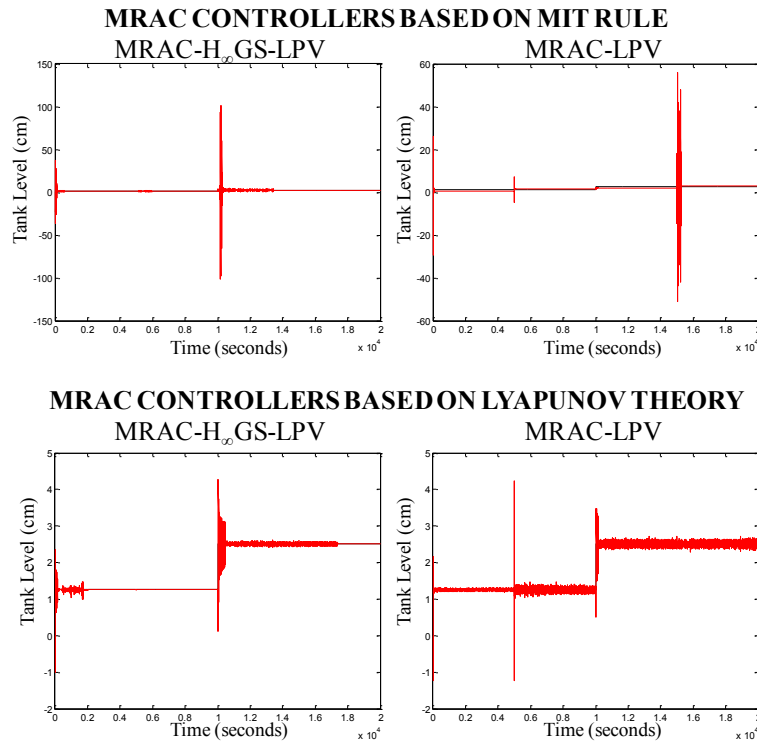 MRAC CONTROLLERS BASED ON MIT RULE
MRAC-H∞GS-LPV
MRAC-LPV
150
100
50
0
-50
-100
-150
Tank Level (cm)
0 0.2 0.4 0.6 0.8 1.0 1.2 1.4 1.6 1.8 2
Time (seconds)
x 10⁴
60
40
20
0
-20
-40
-60
Tank Level (cm)
0 0.2 0.4 0.6 0.8 1.0 1.2 1.4 1.6 1.8 2
Time (seconds)
x 10⁴
MRAC CONTROLLERS BASED ON LYAPUNOV THEORY
MRAC-H∞GS-LPV
MRAC-LPV
5
4
3
2
1
0
-1
-2
Tank Level (cm)
0 0.2 0.4 0.6 0.8 1.0 1.2 1.4 1.6 1.8 2
Time (seconds)
x 10⁴
5
4
3
2
1
0
-1
-2
Tank Level (cm)
0 0.2 0.4 0.6 0.8 1.0 1.2 1.4 1.6 1.8 2
Time (seconds)
x 10⁴